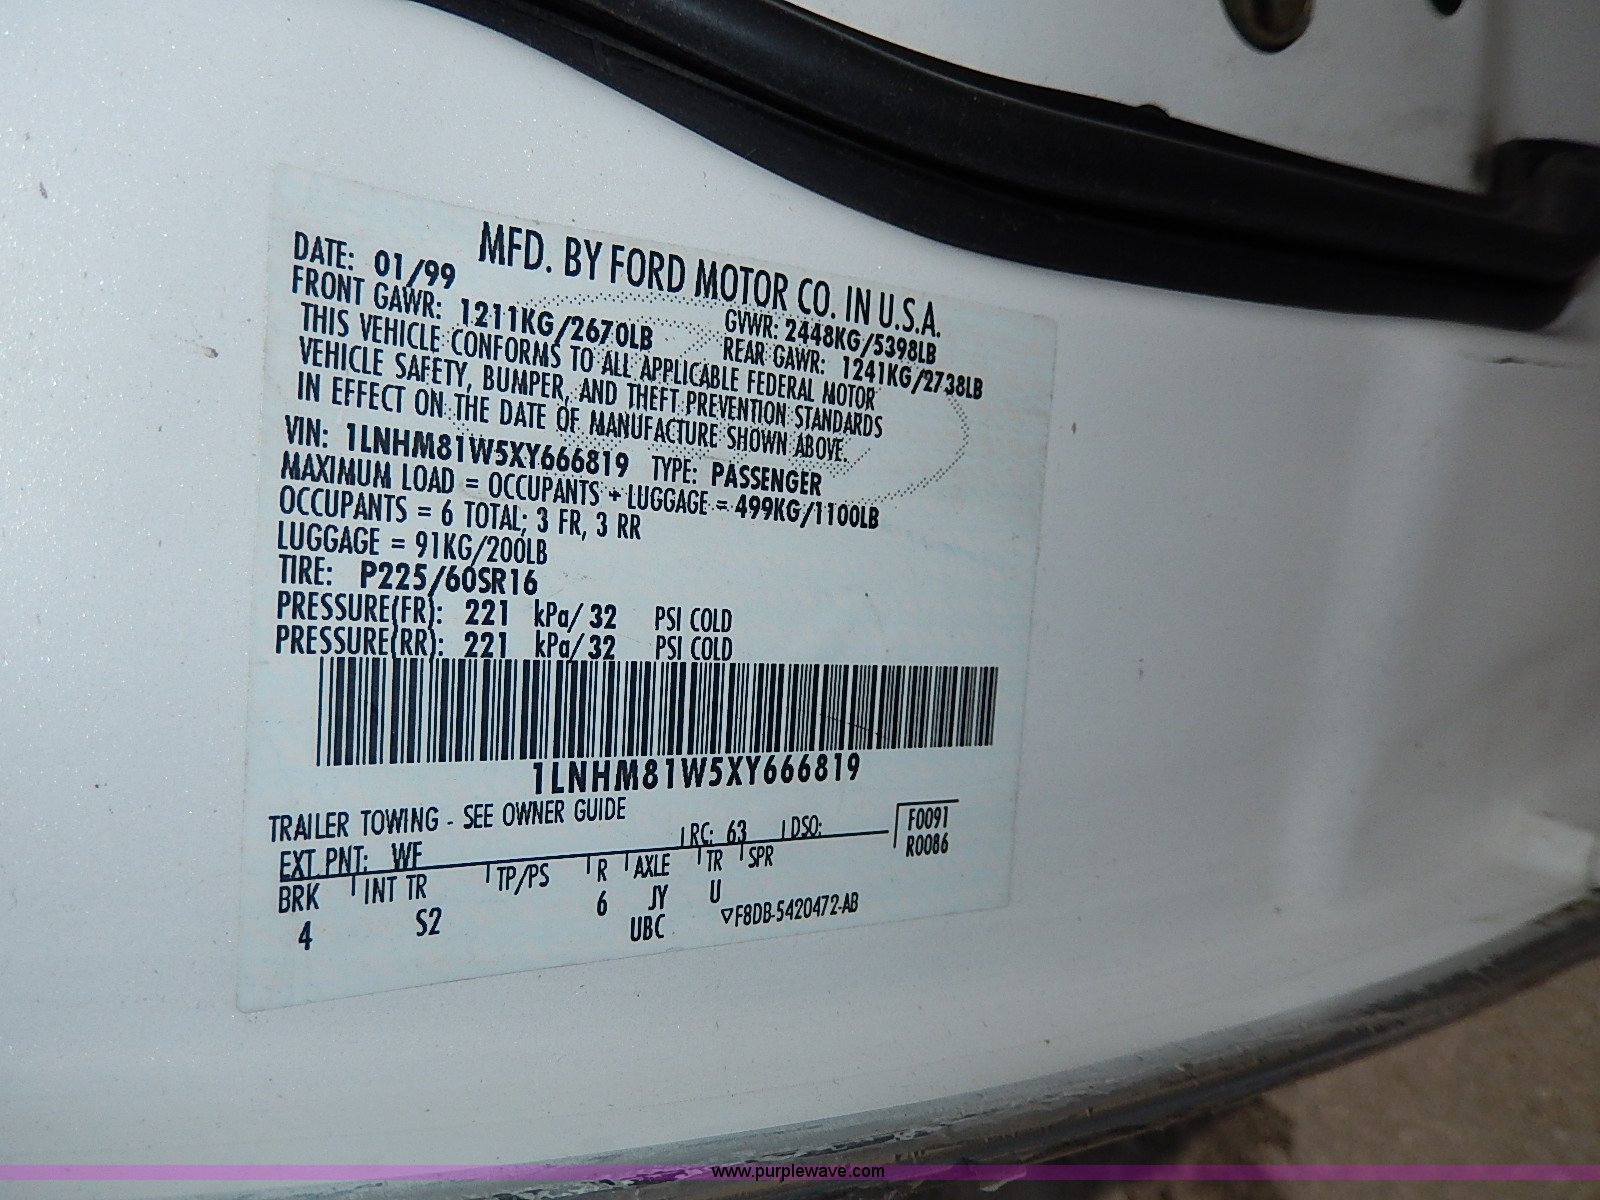 MFD. BY FORD MOTOR CO. IN U.S.A.
DATE: 01/99 GVWR: 2448KG/5398LB
FRONT GAWR: 1211KG/2670LB REAR GAWR: 1241KG/2738LB
THIS VEHICLE CONFORMS TO ALL APPLICABLE FEDERAL MOTOR
VEHICLE SAFETY, BUMPER, AND THEFT PREVENTION STANDARDS
IN EFFECT ON THE DATE OF MANUFACTURE SHOWN ABOVE.
VIN: 1LNHM81W5XY666819 TYPE: PASSENGER
MAXIMUM LOAD = OCCUPANTS + LUGGAGE = 499KG/1100LB
OCCUPANTS = 6 TOTAL; 3 FR, 3 RR
LUGGAGE = 91KG/200LB
TIRE: P225/60SR16
PRESSURE(FR): 221 kPa/ 32 PSI COLD
PRESSURE(RR): 221 kPa/ 32 PSI COLD
1LNHM81W5XY666819
TRAILER TOWING - SEE OWNER GUIDE
EXT PNT: WF RC: 63 DSO: F0091
R0086
BRK INT TR TP/PS R AXLE TR SPR
4 S2 6 JY U
UBC ▽F8DB-5420472-AB
www.purplewave.com